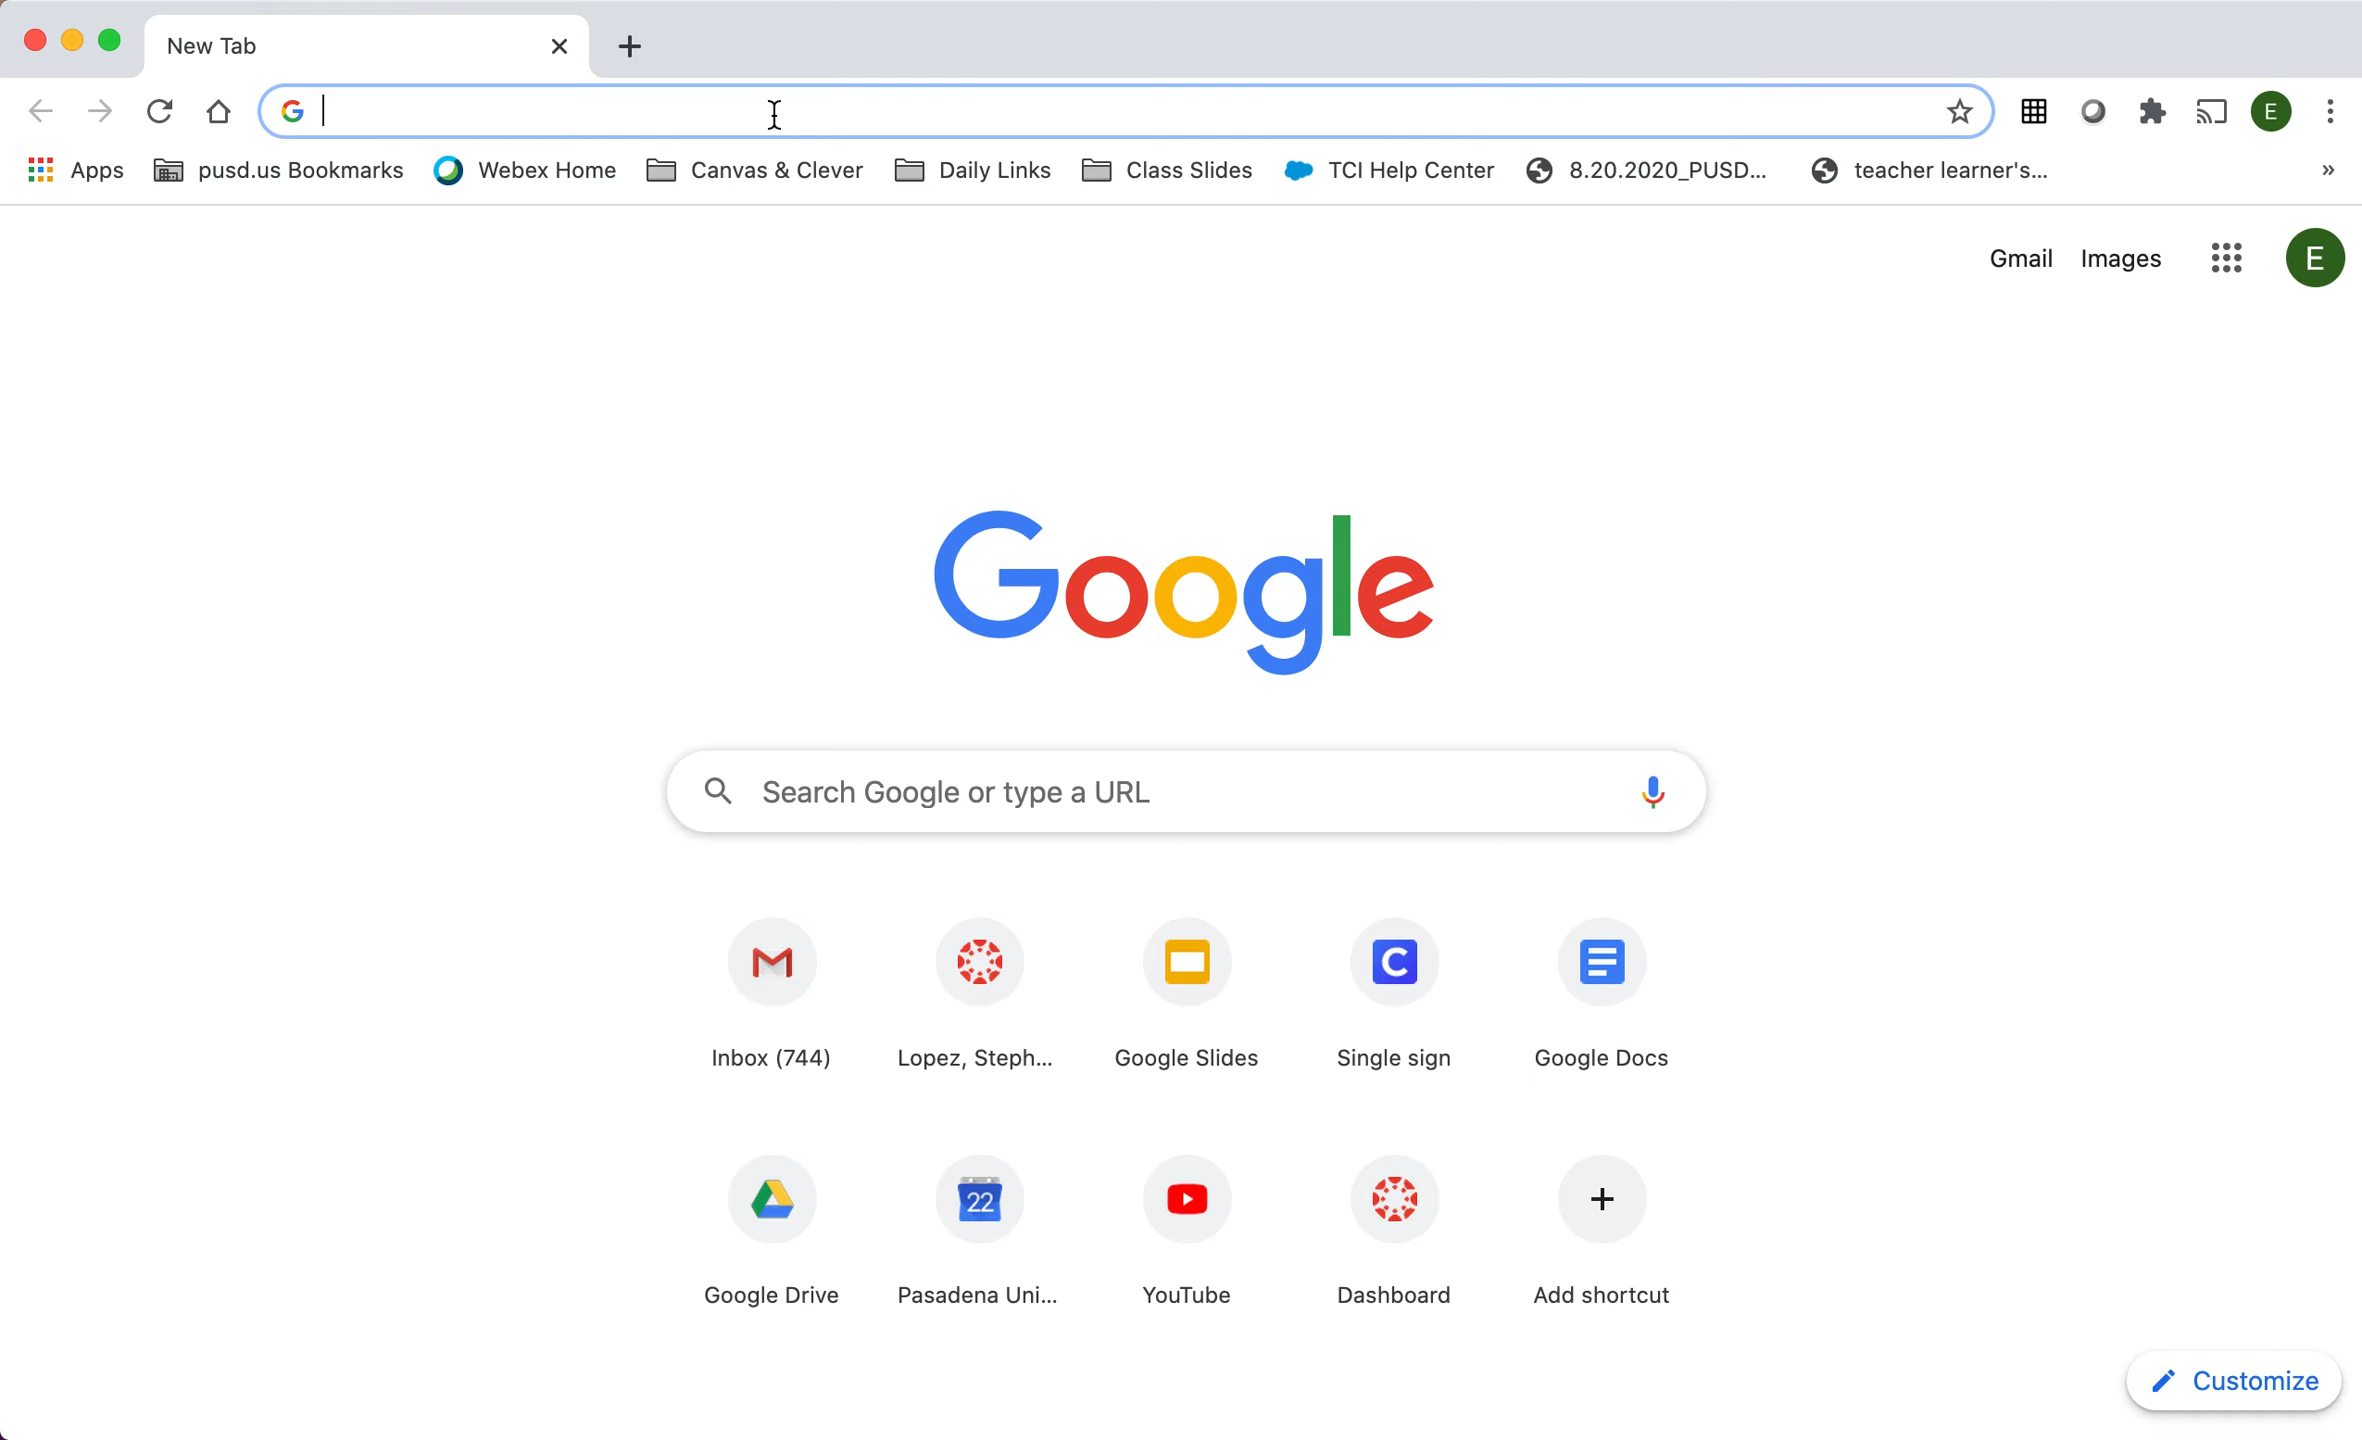 New Tab
E
Apps pusd.us Bookmarks Webex Home Canvas & Clever Daily Links Class Slides TCI Help Center 8.20.2020_PUSD... teacher learner's... »
Gmail Images E
Google
Search Google or type a URL
C
Inbox (744) Lopez, Steph... Google Slides Single sign Google Docs
22
Google Drive Pasadena Uni... YouTube Dashboard Add shortcut
Customize